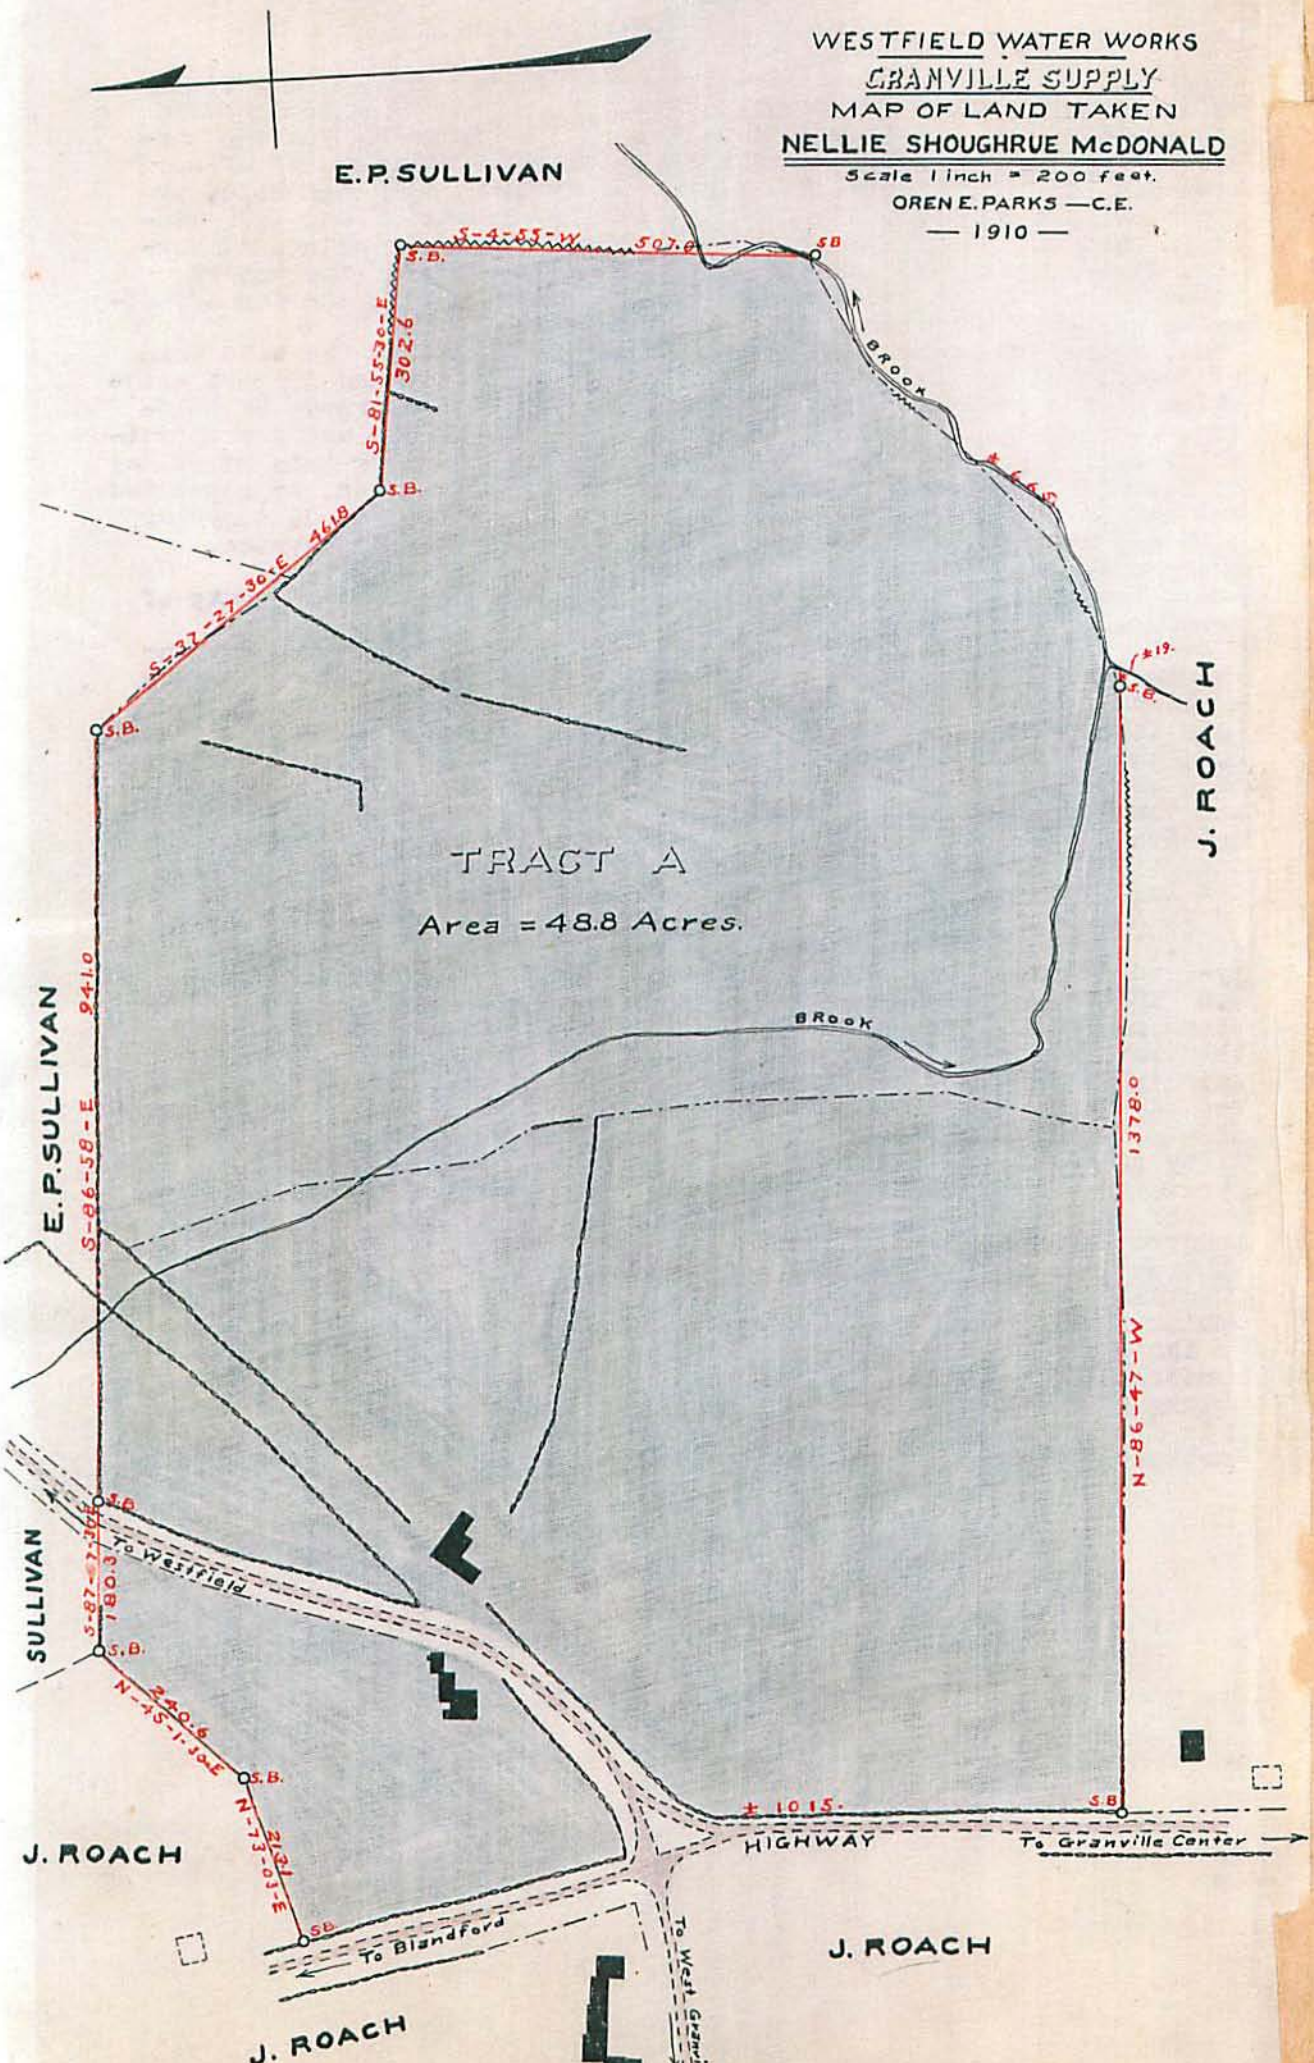 WESTFIELD WATER WORKS
GRANVILLE SUPPLY
MAP OF LAND TAKEN
NELLIE SHOUGHRUE McDONALD
Scale 1 inch = 200 feet.
OREN E. PARKS — C.E.
— 1910 —
E.P. SULLIVAN
S-4-55-W 507.0
S.B.
SB
S-81-55-30-E
302.6
BROOK
± 665.
S.B.
S-37-27-30-E 461.8
±19.
S.B.
J. ROACH
S.B.
TRACT A
Area = 48.8 Acres.
E.P. SULLIVAN
S-86-58-E 941.0
BROOK
1378.0
N-86-47-W
S.B.
SULLIVAN
180.3
To Westfield
S.B.
240.6
N-45-1-30-E
S.B.
N-73-03-E
213.1
± 1015.
S B
HIGHWAY
To Granville Center
J. ROACH
SB
To Blandford
To West
J. ROACH
J. ROACH